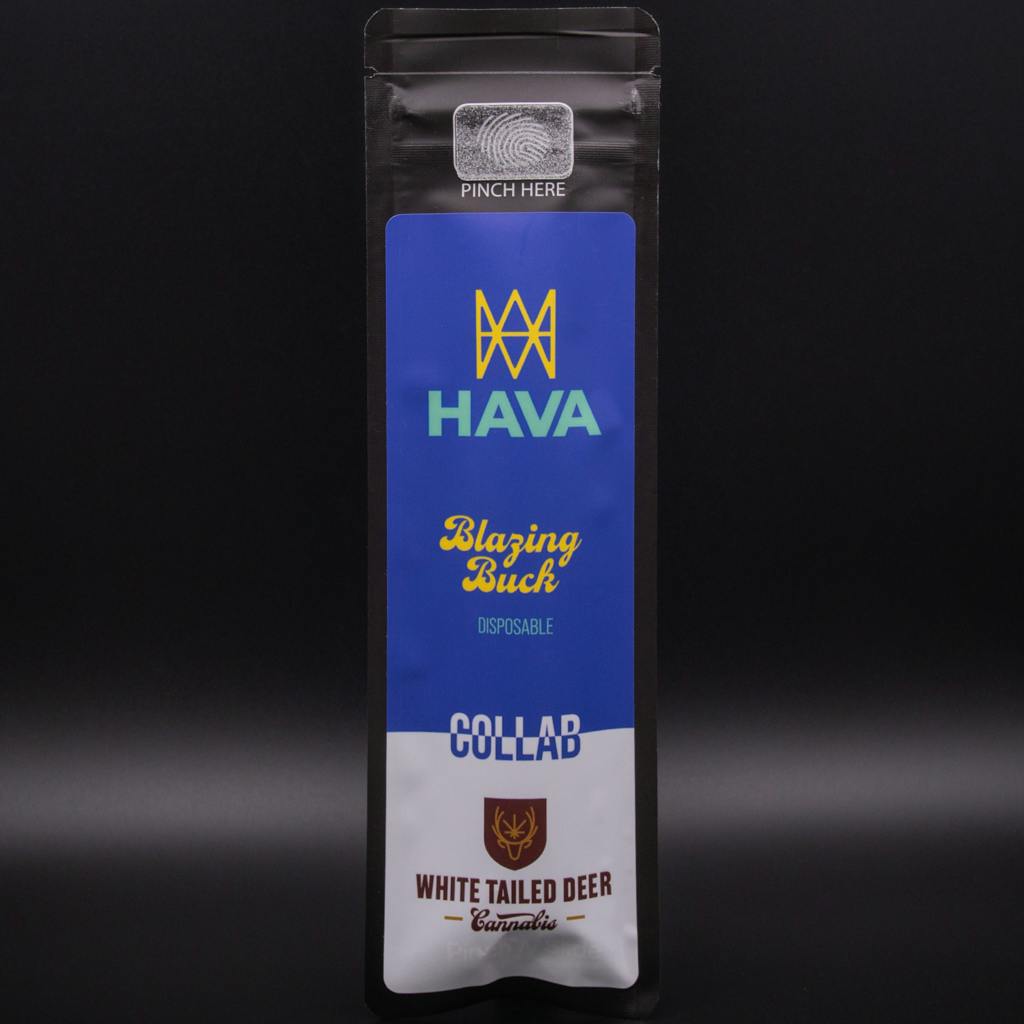 PINCH HERE
HAVA
Blazing
Buck
DISPOSABLE
COLLAB
WHITE TAILED DEER
Cannabis